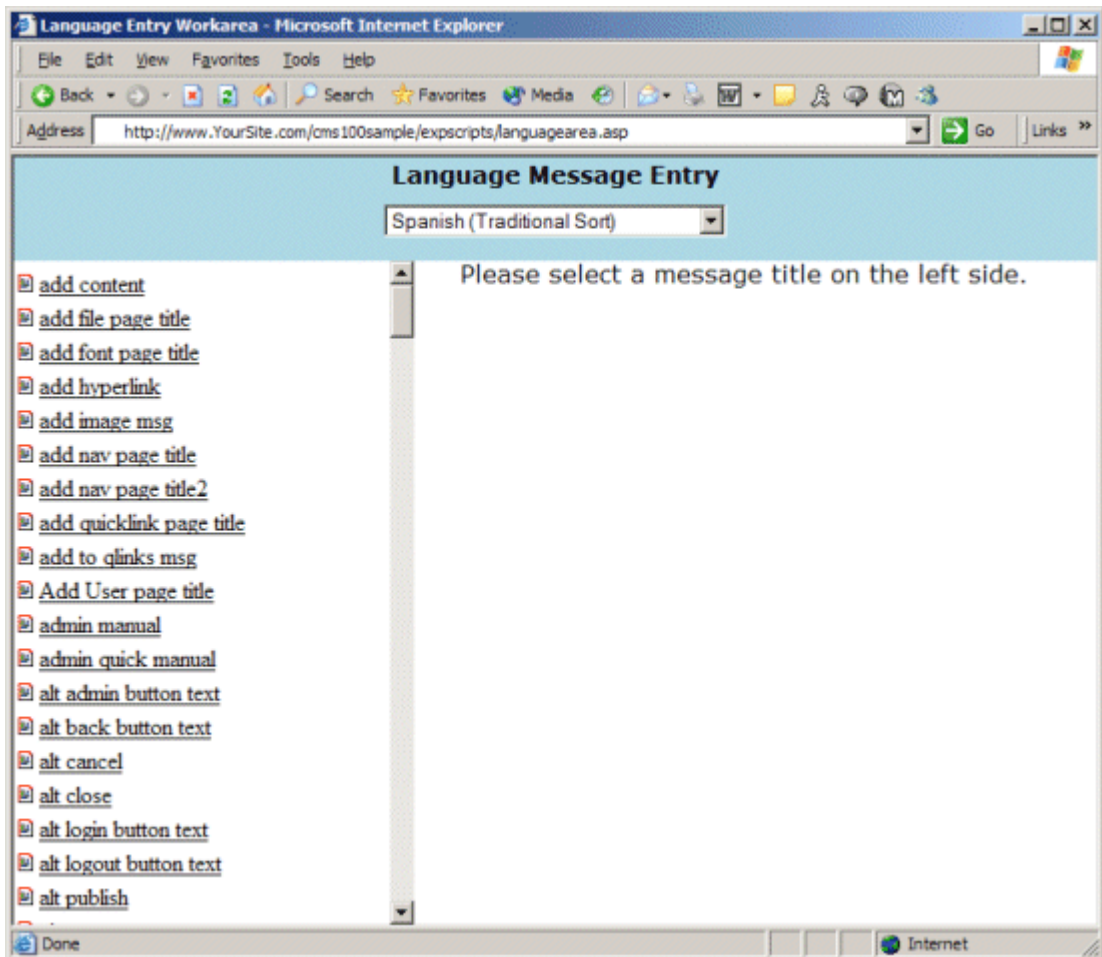 Language Entry Workarea - Microsoft Internet Explorer
File Edit View Favorites Tools Help
Back Search Favorites Media
Address http://www.YourSite.com/cms100sample/expscripts/languagearea.asp Go Links »
Language Message Entry
Spanish (Traditional Sort)
Please select a message title on the left side.
add content
add file page title
add font page title
add hyperlink
add image msg
add nav page title
add nav page title2
add quicklink page title
add to qlinks msg
Add User page title
admin manual
admin quick manual
alt admin button text
alt back button text
alt cancel
alt close
alt login button text
alt logout button text
alt publish
Done Internet